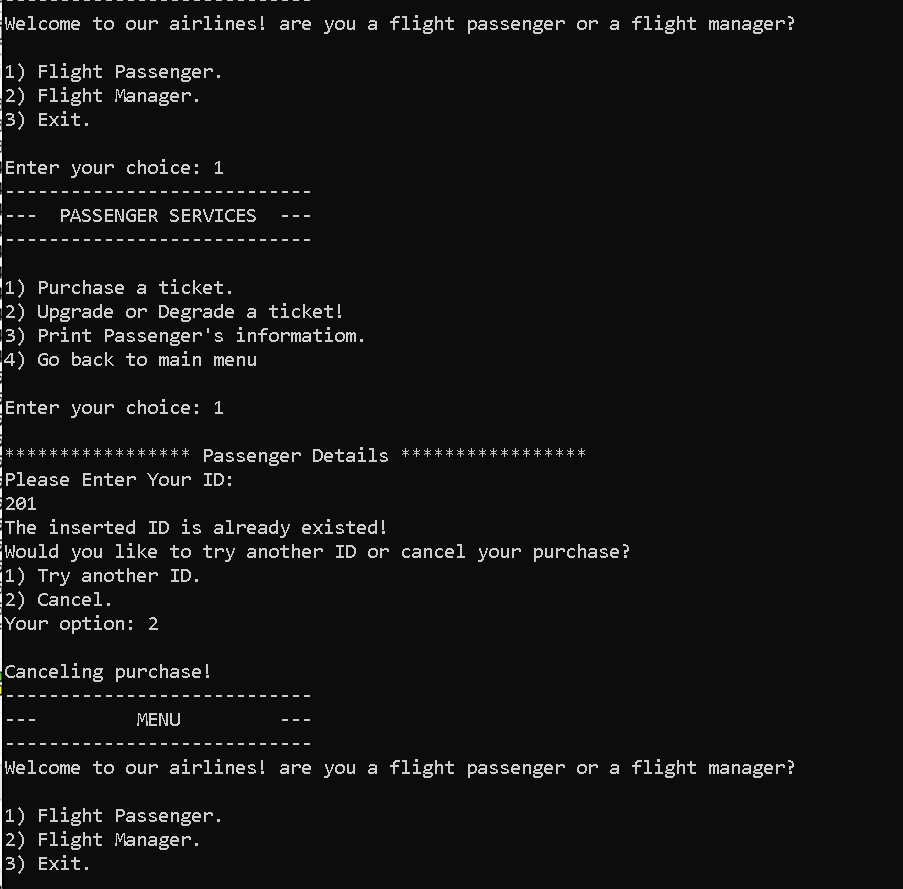 ----------------------------
Welcome to our airlines! are you a flight passenger or a flight manager?
1) Flight Passenger.
2) Flight Manager.
3) Exit.
Enter your choice: 1
----------------------------
---  PASSENGER SERVICES  ---
----------------------------
1) Purchase a ticket.
2) Upgrade or Degrade a ticket!
3) Print Passenger's informatiom.
4) Go back to main menu
Enter your choice: 1
***************** Passenger Details *****************
Please Enter Your ID:
201
The inserted ID is already existed!
Would you like to try another ID or cancel your purchase?
1) Try another ID.
2) Cancel.
Your option: 2
Canceling purchase!
----------------------------
---         MENU         ---
----------------------------
Welcome to our airlines! are you a flight passenger or a flight manager?
1) Flight Passenger.
2) Flight Manager.
3) Exit.